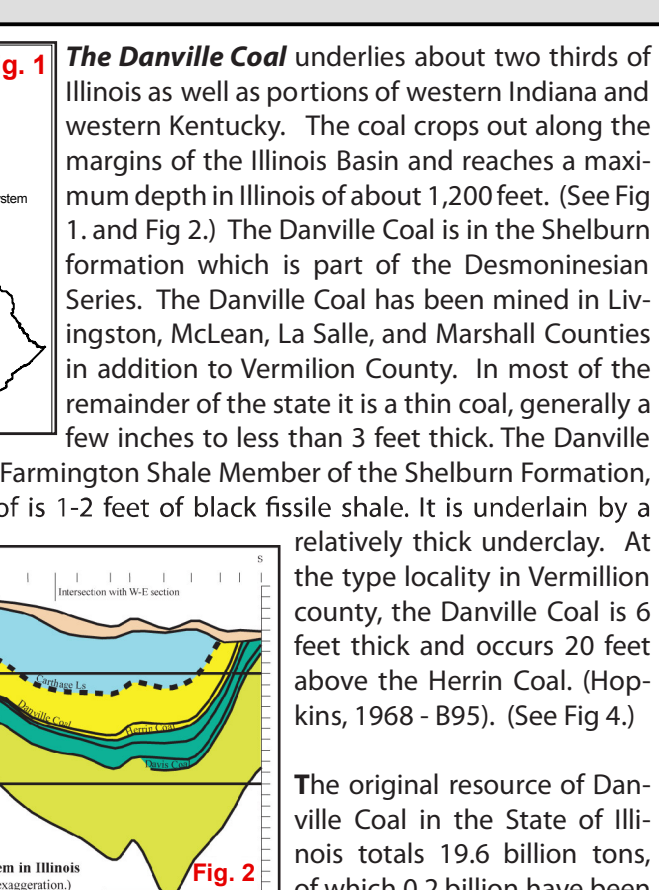 g. 1
stem
The Danville Coal underlies about two thirds of
Illinois as well as portions of western Indiana and
western Kentucky. The coal crops out along the
margins of the Illinois Basin and reaches a maxi-
mum depth in Illinois of about 1,200 feet. (See Fig
1. and Fig 2.) The Danville Coal is in the Shelburn
formation which is part of the Desmoninesian
Series. The Danville Coal has been mined in Liv-
ingston, McLean, La Salle, and Marshall Counties
in addition to Vermilion County. In most of the
remainder of the state it is a thin coal, generally a
few inches to less than 3 feet thick. The Danville
Farmington Shale Member of the Shelburn Formation,
of is 1-2 feet of black fissile shale. It is underlain by a
relatively thick underclay. At
the type locality in Vermillion
county, the Danville Coal is 6
feet thick and occurs 20 feet
above the Herrin Coal. (Hop-
kins, 1968 - B95). (See Fig 4.)
The original resource of Dan-
ville Coal in the State of Illi-
nois totals 19.6 billion tons,
of which 0.2 billion have been
S
Intersection with W-E section
Carthage Ls
Danville Coal
Herrin Coal
Davis Coal
em in Illinois
exaggeration.)
Fig. 2